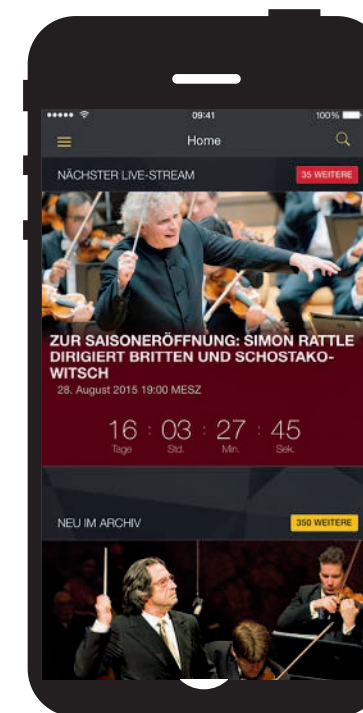 09:41
100%
Home
NÄCHSTER LIVE-STREAM
35 WEITERE
ZUR SAISONERÖFFNUNG: SIMON RATTLE
DIRIGIERT BRITTEN UND SCHOSTAKO-
WITSCH
28. August 2015 19:00 MESZ
16 : 03 : 27 : 45
Tage Std. Min. Sek.
NEU IM ARCHIV
350 WEITERE